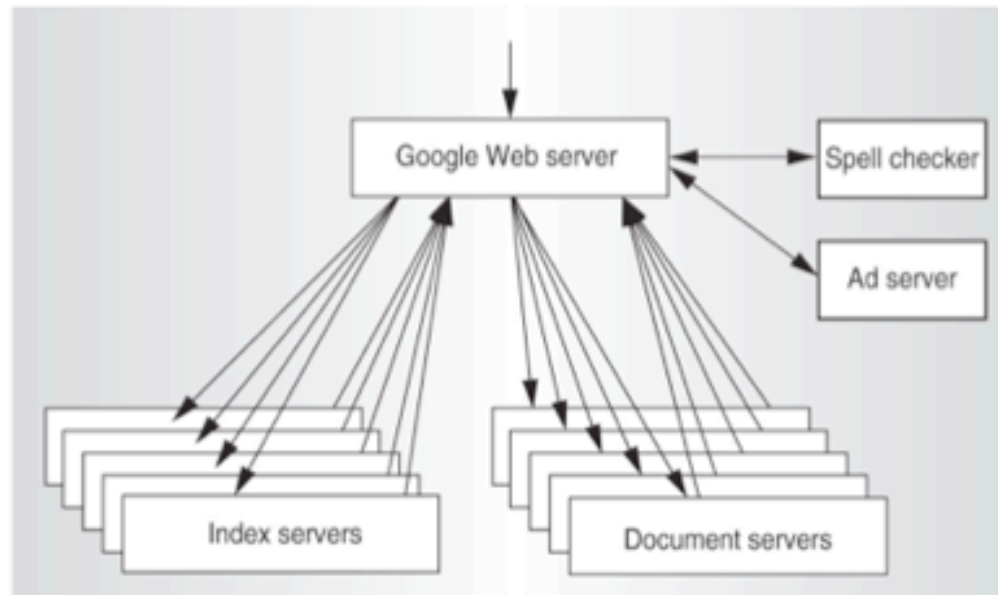 Google Web server
Spell checker
Ad server
Index servers
Document servers